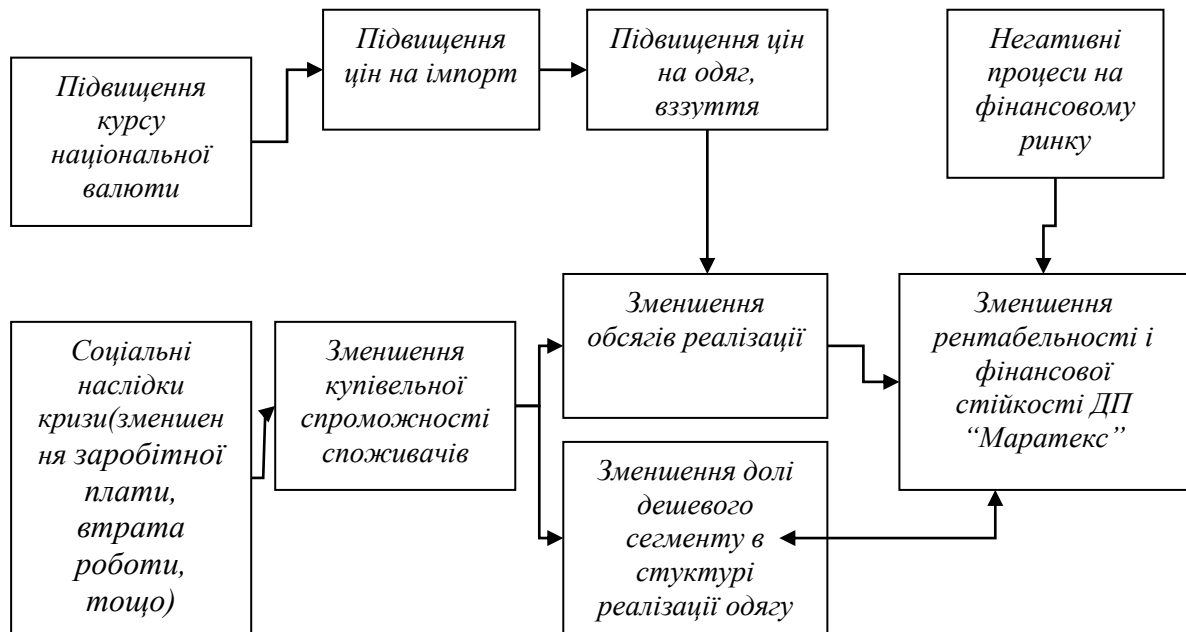 Підвищення
курсу
національної
валюти
Підвищення
цін на імпорт
Підвищення цін
на одяг,
вззуття
Негативні
процеси на
фінансовому
ринку
Соціальні
наслідки
кризи(зменшен
ня заробітної
плати,
втрата
роботи,
тощо)
Зменшення
купівельної
спроможності
споживачів
Зменшення
обсягів реалізації
Зменшення долі
дешевого
сегменту в
стуктурі
реалізації одягу
Зменшення
рентабельності і
фінансової
стійкості ДП
“Маратекс”